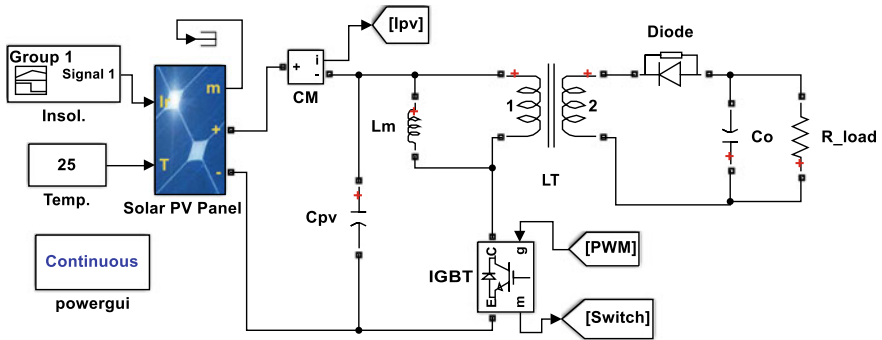 Group 1
Signal 1
Insol.
25
Temp.
Continuous
powergui
Ir
T
m
+
-
Solar PV Panel
+
i
-
CM
[Ipv]
Lm
+
Cpv
+
+
1
2
+
LT
Diode
Co
+
R_load
+
IGBT
C
g
E
m
[PWM]
[Switch]